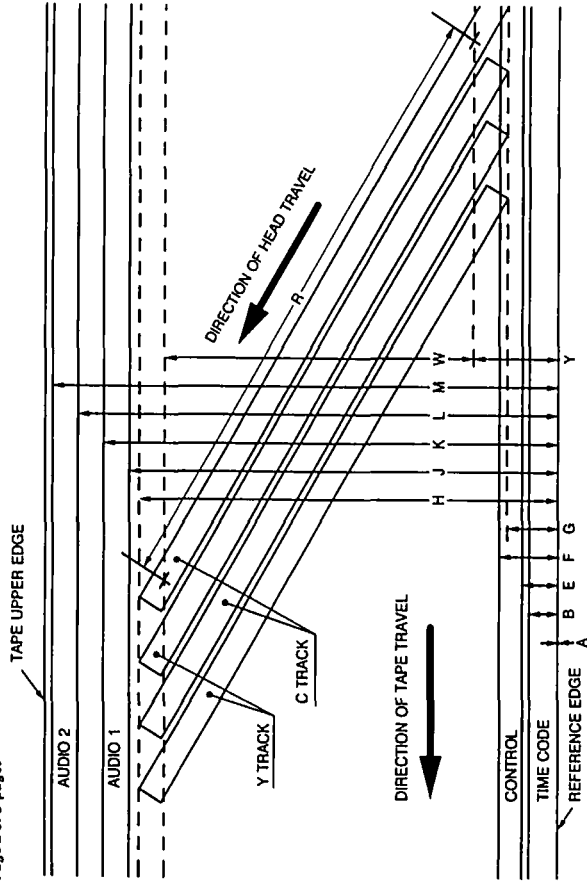 TAPE UPPER EDGE
AUDIO 2
AUDIO 1
DIRECTION OF HEAD TRAVEL
R
Y TRACK
C TRACK
DIRECTION OF TAPE TRAVEL
W
M
L
K
J
H
CONTROL
TIME CODE
REFERENCE EDGE
A
B
E
F
G
Y